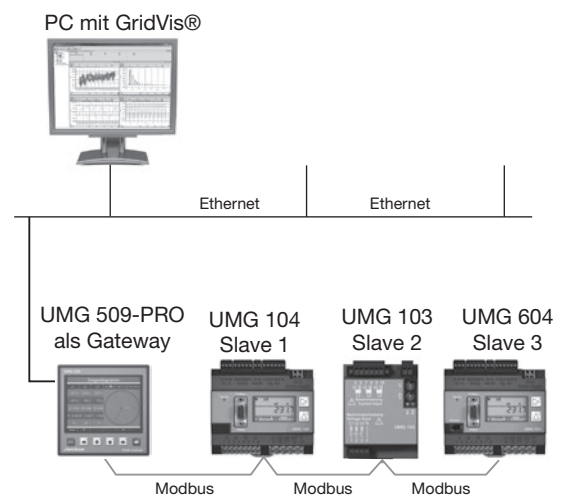 PC mit GridVis®
Ethernet
Ethernet
UMG 509-PRO
als Gateway
UMG 104
Slave 1
UMG 103
Slave 2
UMG 604
Slave 3
Modbus
Modbus
Modbus